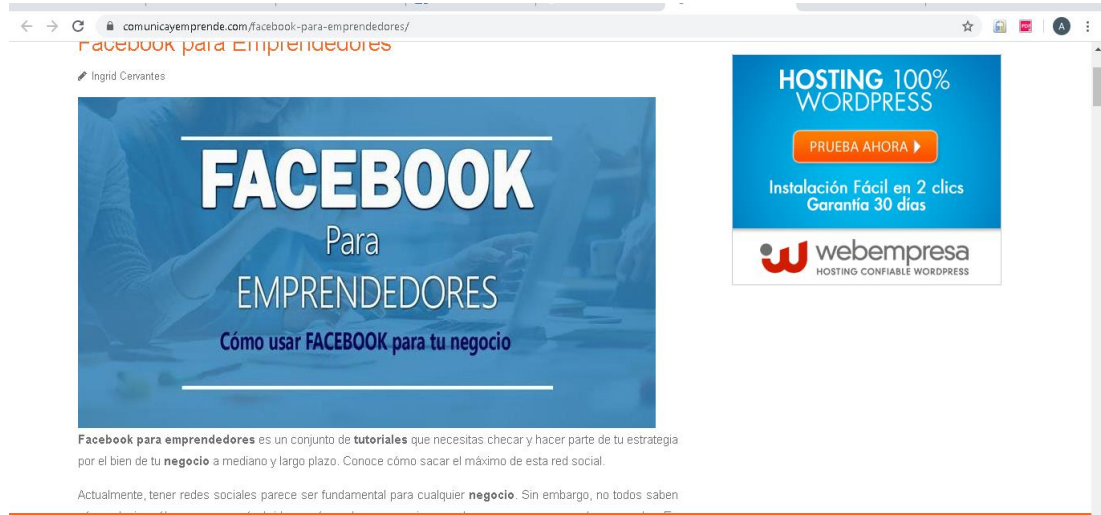 comunicayemprende.com/facebook-para-emprendedores/
A
Facebook para Emprendedores
Ingrid Cervantes
FACEBOOK
Para
EMPRENDEDORES
Cómo usar FACEBOOK para tu negocio
HOSTING 100%
WORDPRESS
PRUEBA AHORA
Instalación Fácil en 2 clics
Garantía 30 días
webempresa
HOSTING CONFIABLE WORDPRESS
Facebook para emprendedores es un conjunto de tutoriales que necesitas checar y hacer parte de tu estrategia
por el bien de tu negocio a mediano y largo plazo. Conoce cómo sacar el máximo de esta red social.
Actualmente, tener redes sociales parece ser fundamental para cualquier negocio. Sin embargo, no todos saben